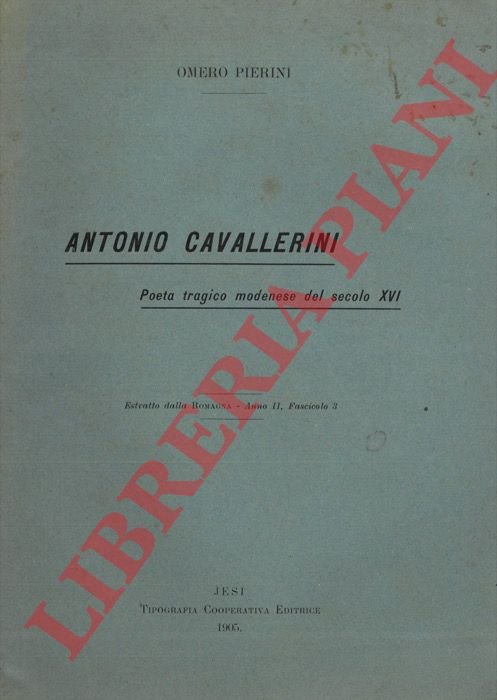 OMERO PIERINI
ANTONIO CAVALLERINI
Poeta tragico modenese del secolo XVI
Estratto dalla ROMAGNA - Anno II, Fascicolo 3
JESI
TIPOGRAFIA COOPERATIVA EDITRICE
1905.
LIBRERIA PIANI